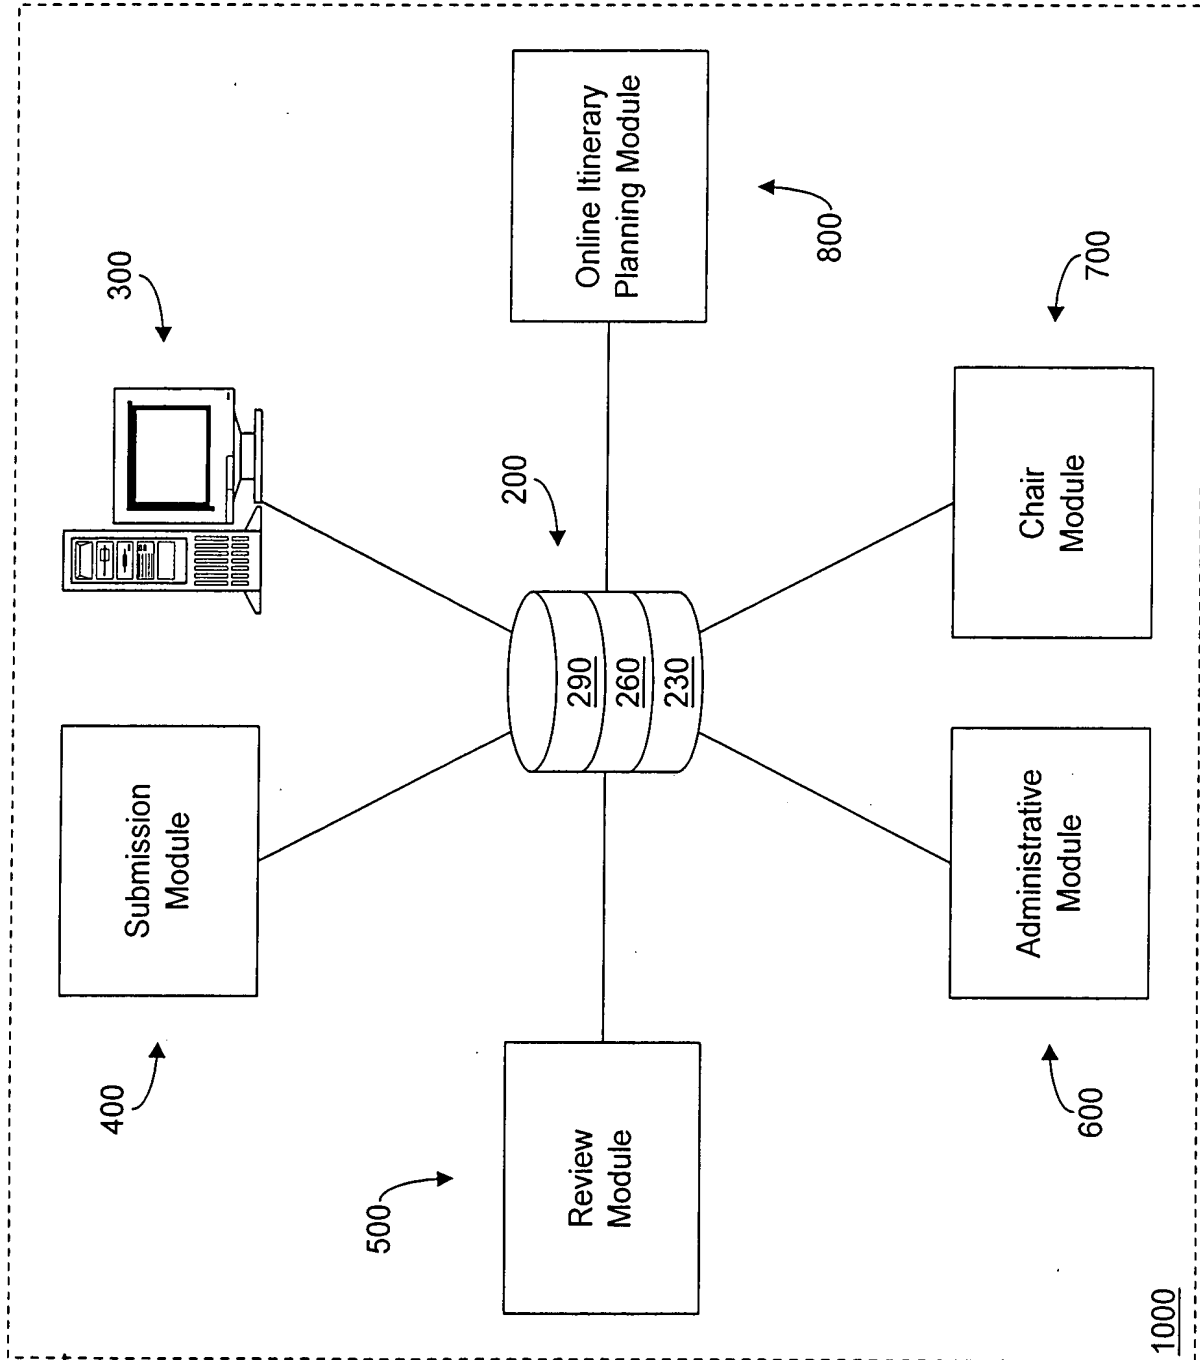 400
300
Submission
Module
500
200
Review
Module
290
260
230
Online Itinerary
Planning Module
800
Administrative
Module
Chair
Module
600
700
1000